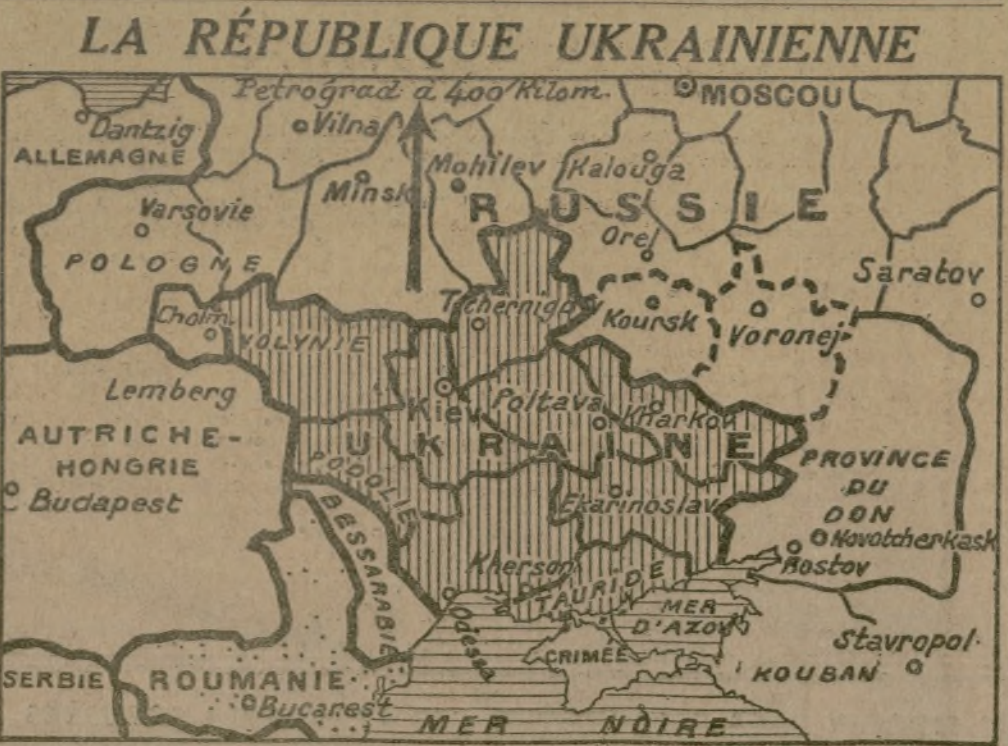 LA RÉPUBLIQUE UKRAINIENNE
Petrograd à 400 Kilom.
MOSCOU
Dantzig
Vilna
ALLEMAGNE
Mohilev
Kalouga
Minsk
RUSSIE
Varsovie
Orel
POLOGNE
Saratov
Tchernigov
Cholm
Koursk
Voronej
VOLYNIE
Lemberg
Kiev
Poltava
Kharkov
AUTRICHE-
HONGRIE
UKRAINE
PODOLIE
PROVINCE
DU
DON
Budapest
Ekarinoslav
BESSARABIE
Novotcherkask
Rostov
Kherson
TAURIDE
MER
D'AZOV
Odessa
Stavropol
CRIMÉE
KOUBAN
SERBIE
ROUMANIE
Bucarest
MER NOIRE